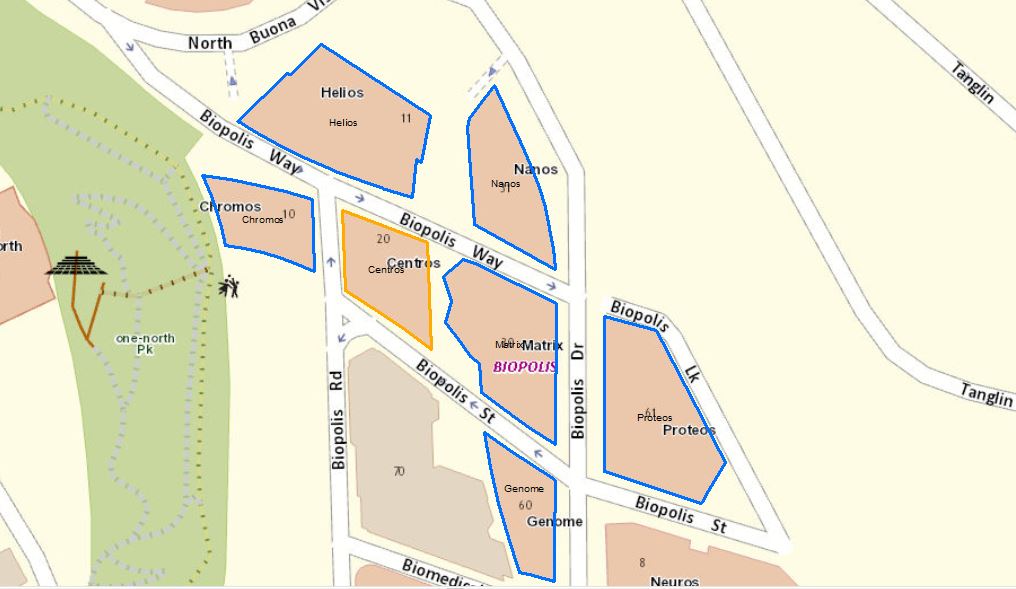 North Buona
Tanglin
Helios
Helios
11
Biopolis Way
Nanos
Nanos
31
Chromos
Chromos
10
20
Centros
Centros
Biopolis Way
orth
one-north
Pk
Biopolis Lk
Matrix
Matrix
30
BIOPOLIS
Biopolis Dr
Biopolis Rd
Biopolis St
Tanglin
61
Proteos
Proteos
70
Genome
60
Genome
Biopolis St
8
Neuros
Biomedic